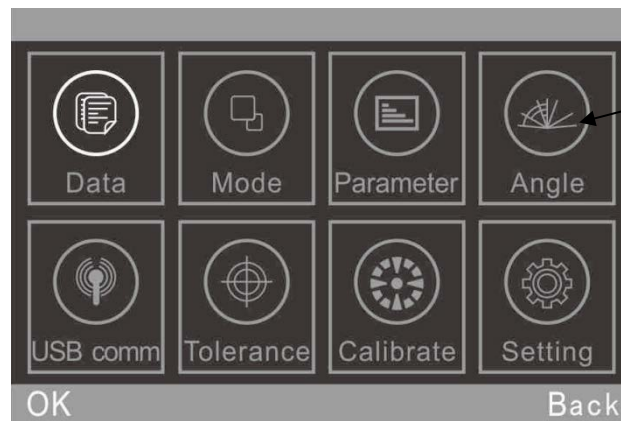 Data Mode Parameter Angle
USB comm Tolerance Calibrate Setting
OK Back